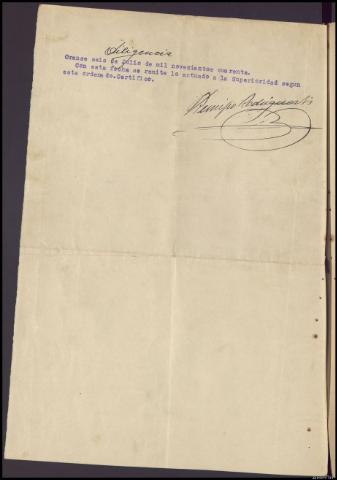 Diligencia
Orense seis de Julio de mil novecientos cuarenta.
Con esta fecha se remite lo actuado a la Superioridad segun
esta ordenado.Certifico.